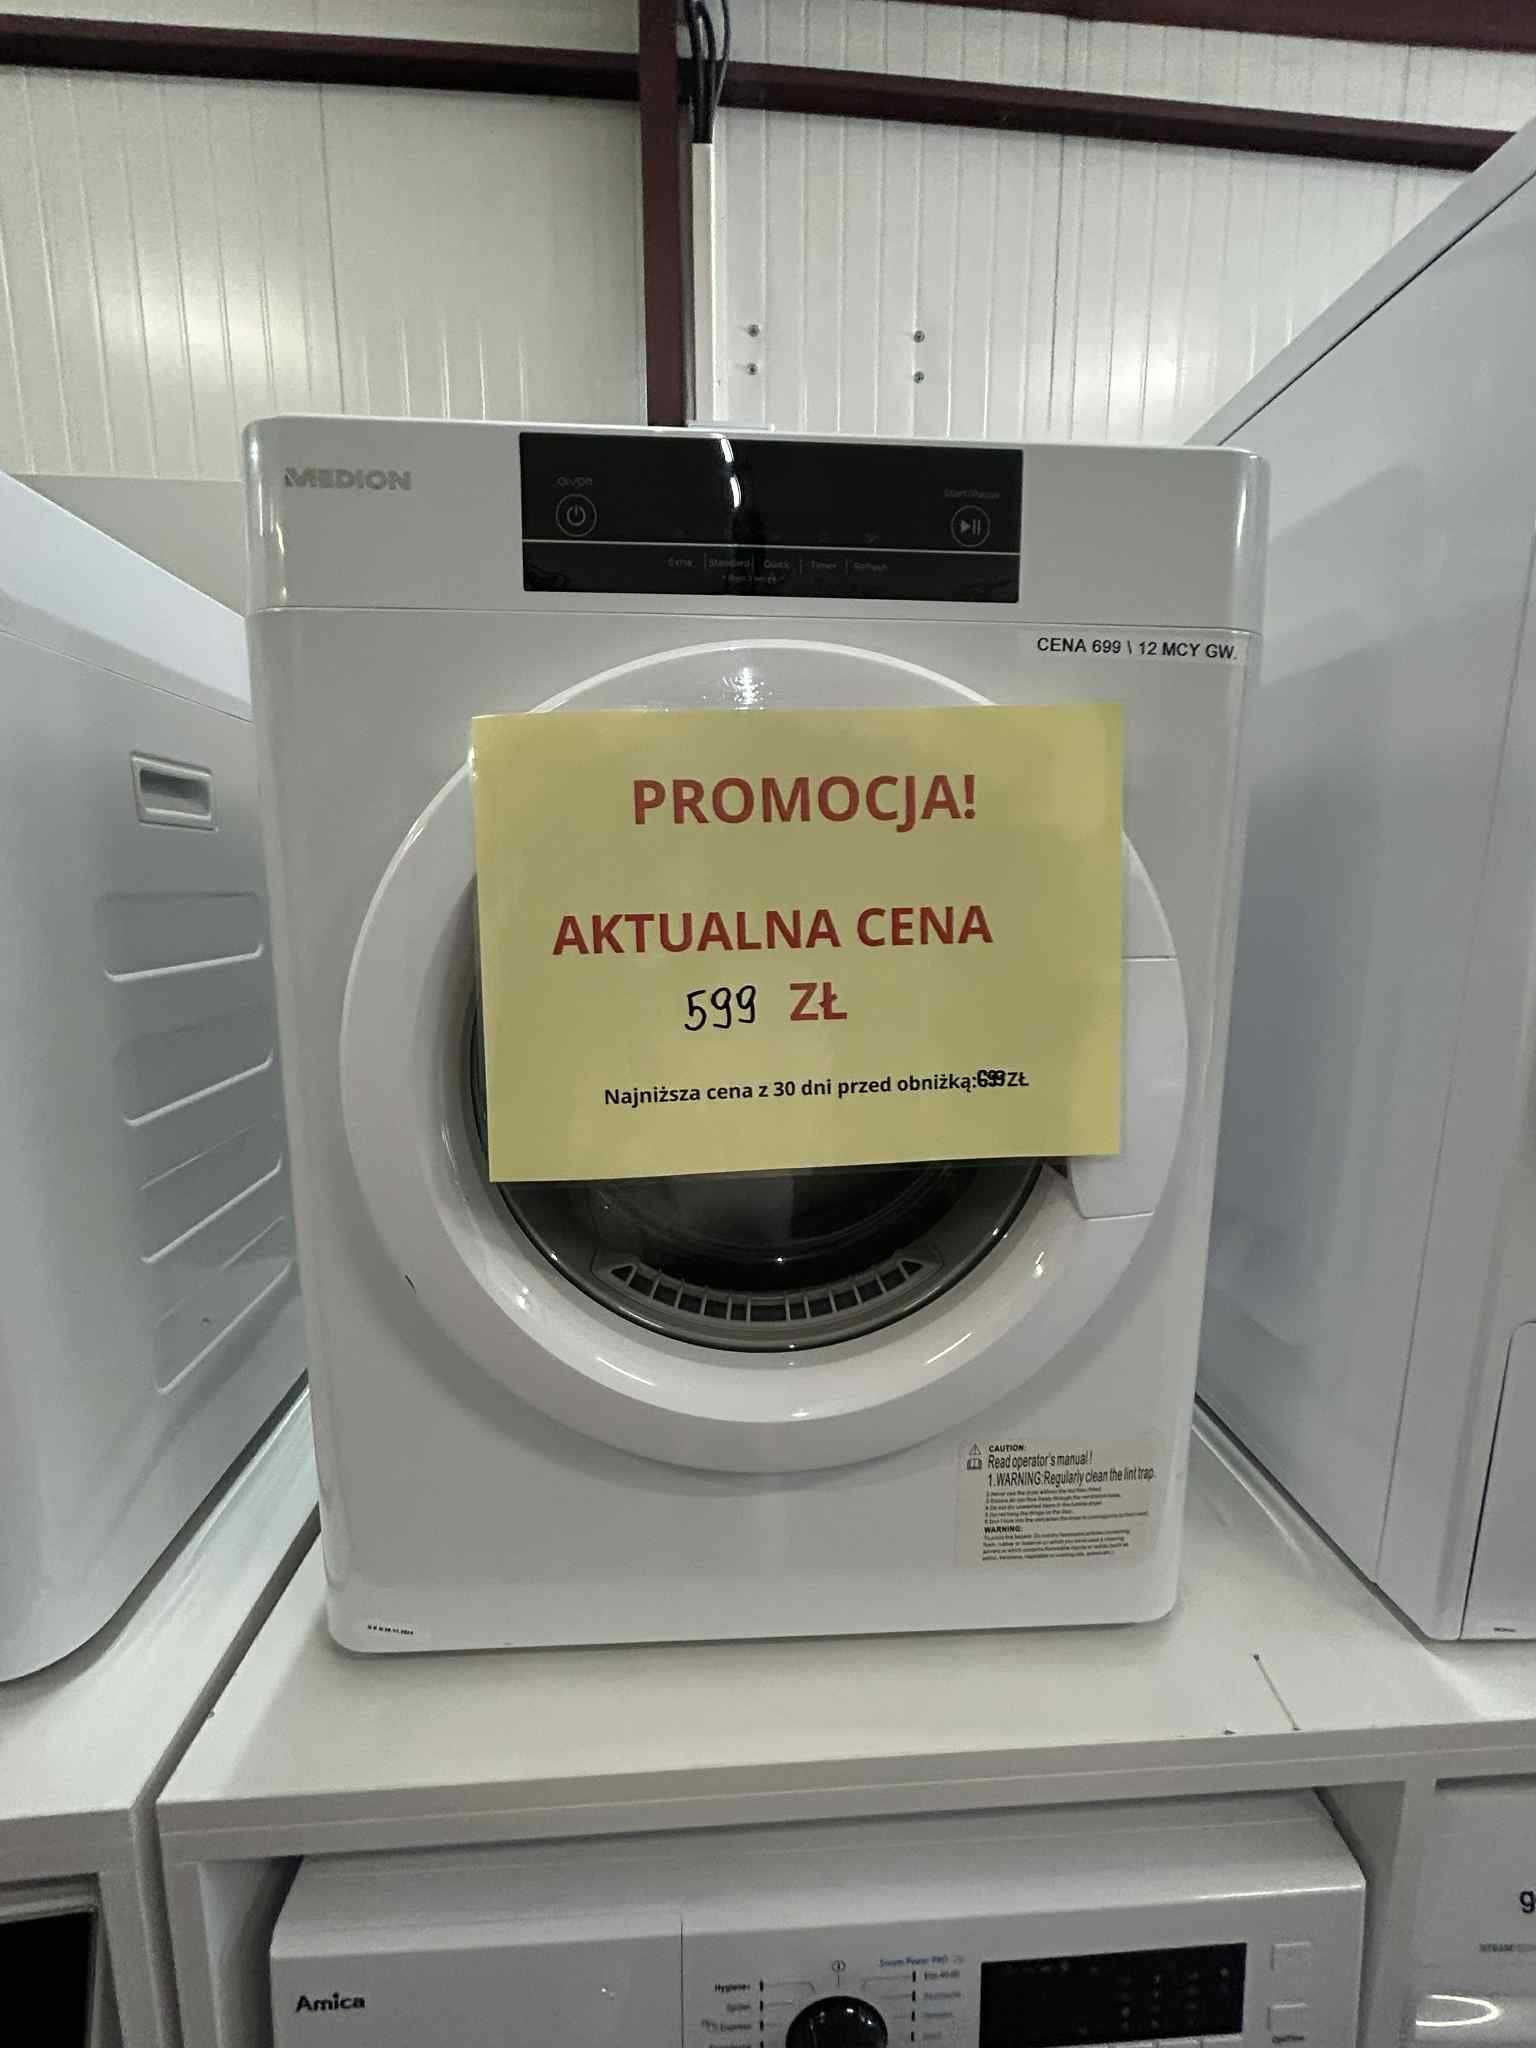 MEDION
On/Off
Start/Pause
Extra Standard Quick Timer Refresh
CENA 699 \ 12 MCY GW.
PROMOCJA!
AKTUALNA CENA
599 ZŁ
Najniższa cena z 30 dni przed obniżką: 699 ZŁ
CAUTION:
Read operator's manual !
1.WARNING:Regularly clean the lint trap.
WARNING:
Amica
Hygiene+
Steam Power PRO
Express